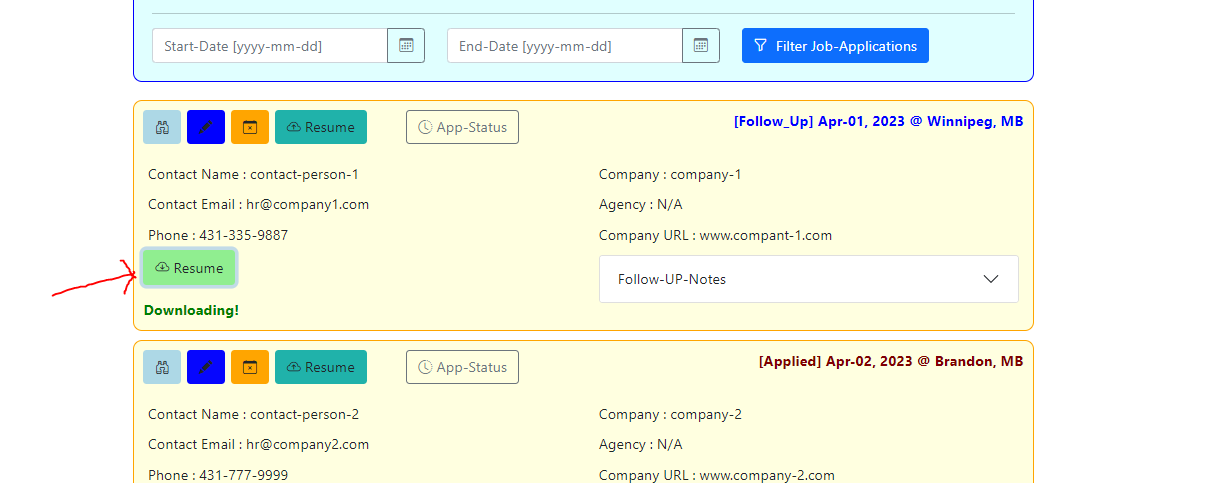 Start-Date [yyyy-mm-dd] End-Date [yyyy-mm-dd] Filter Job-Applications
Resume App-Status [Follow_Up] Apr-01, 2023 @ Winnipeg, MB
Contact Name : contact-person-1 Company : company-1
Contact Email : hr@company1.com Agency : N/A
Phone : 431-335-9887 Company URL : www.compant-1.com
Resume Follow-UP-Notes
Downloading!
Resume App-Status [Applied] Apr-02, 2023 @ Brandon, MB
Contact Name : contact-person-2 Company : company-2
Contact Email : hr@company2.com Agency : N/A
Phone : 431-777-9999 Company URL : www.company-2.com